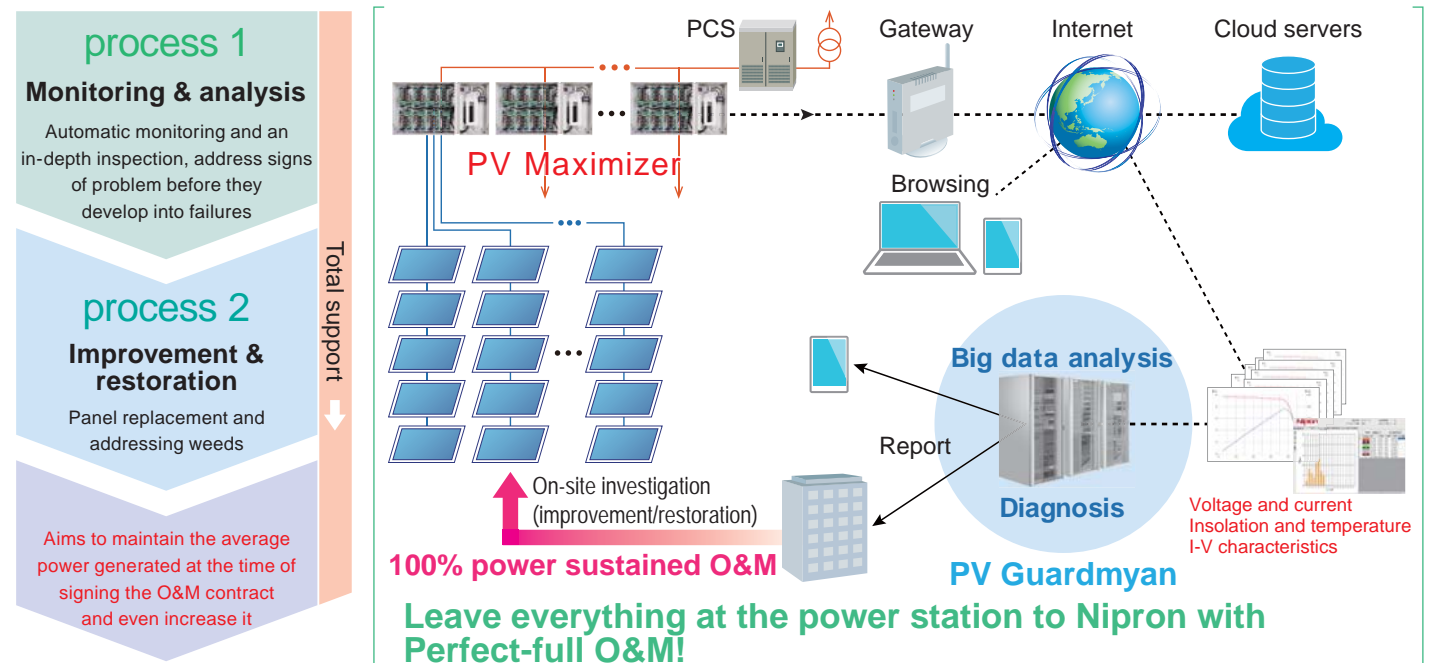 process 1
Monitoring & analysis
Automatic monitoring and an
in-depth inspection, address signs
of problem before they
develop into failures
process 2
Improvement &
restoration
Panel replacement and
addressing weeds
Aims to maintain the average
power generated at the time of
signing the O&M contract
and even increase it
Total support
PCS
Gateway
Internet
Cloud servers
PV Maximizer
Browsing
Big data analysis
Diagnosis
Report
PV Guardmyan
Nipron
Voltage and current
Insolation and temperature
I-V characteristics
On-site investigation
(improvement/restoration)
100% power sustained O&M
Leave everything at the power station to Nipron with
Perfect-full O&M!